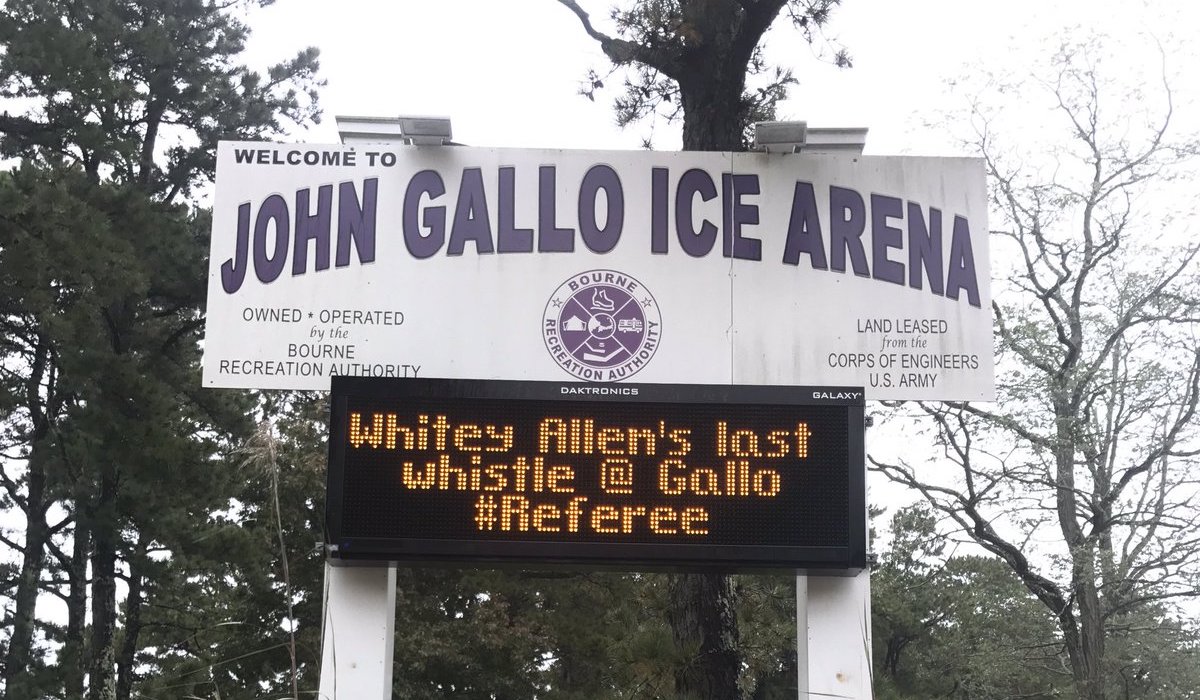 WELCOME TO
JOHN GALLO ICE ARENA
OWNED * OPERATED
by the
BOURNE
RECREATION AUTHORITY
BOURNE
RECREATION AUTHORITY
LAND LEASED
from the
CORPS OF ENGINEERS
U.S. ARMY
DAKTRONICS
GALAXY®
Whitey Allen's last
whistle @ Gallo
#Referee